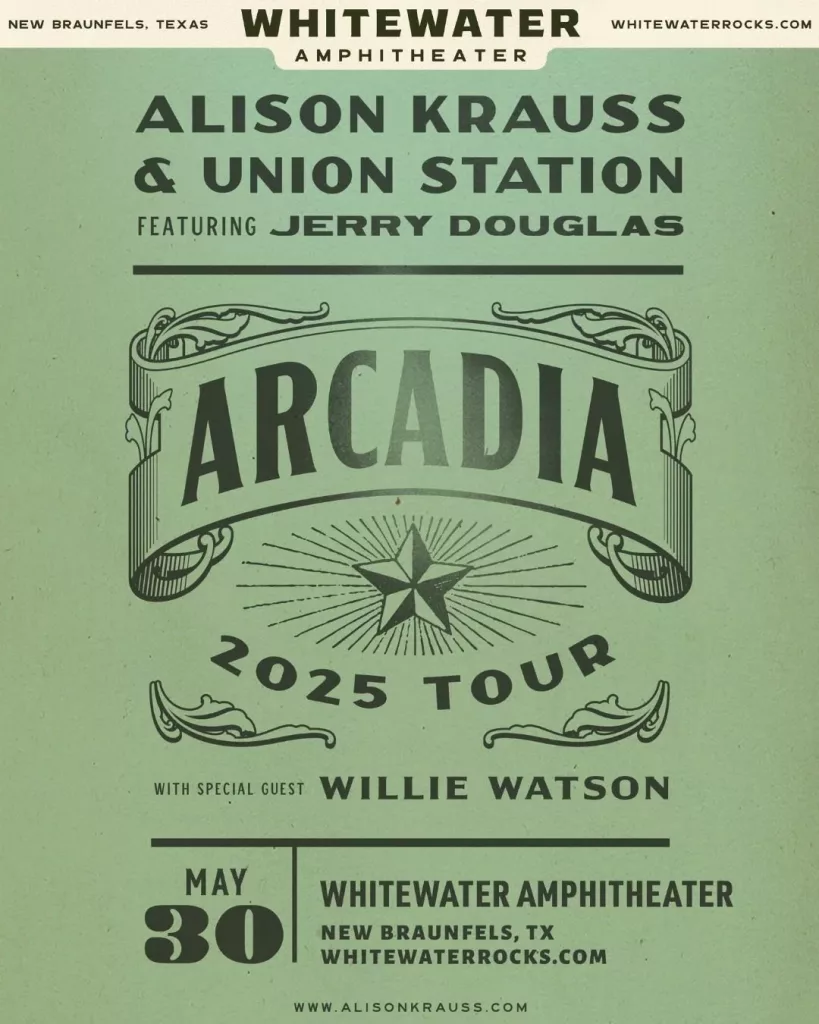 NEW BRAUNFELS, TEXAS
WHITEWATER
AMPHITHEATER
WHITEWATERROCKS.COM
ALISON KRAUSS
& UNION STATION
FEATURING JERRY DOUGLAS
ARCADIA
2025 TOUR
WITH SPECIAL GUEST WILLIE WATSON
MAY
30
WHITEWATER AMPHITHEATER
NEW BRAUNFELS, TX
WHITEWATERROCKS.COM
WWW.ALISONKRAUSS.COM